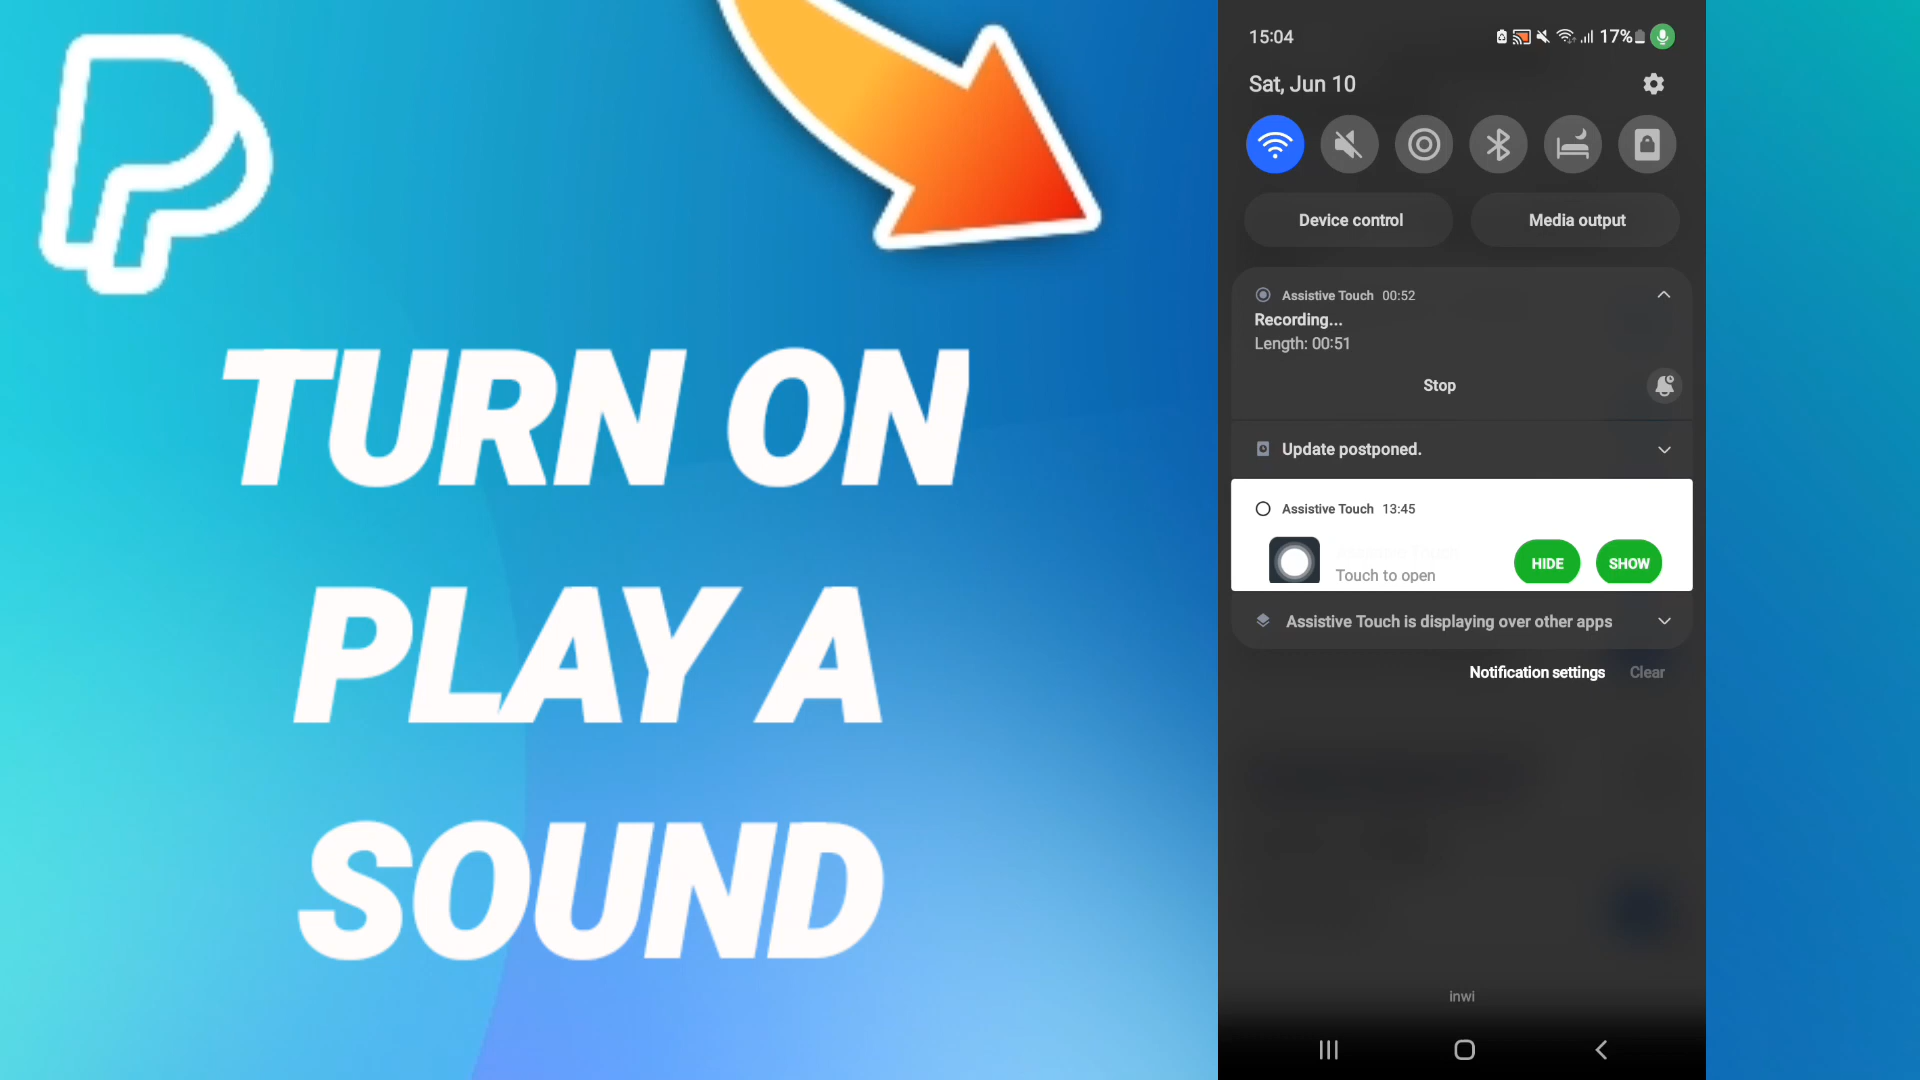 TURN ON
PLAY A
SOUND
15:04
17%
Sat, Jun 10
Device control
Media output
Assistive Touch 00:52
Recording...
Length: 00:51
Stop
Update postponed.
Assistive Touch 13:45
Touch to open
HIDE
SHOW
Assistive Touch is displaying over other apps
Notification settings
Clear
inwi